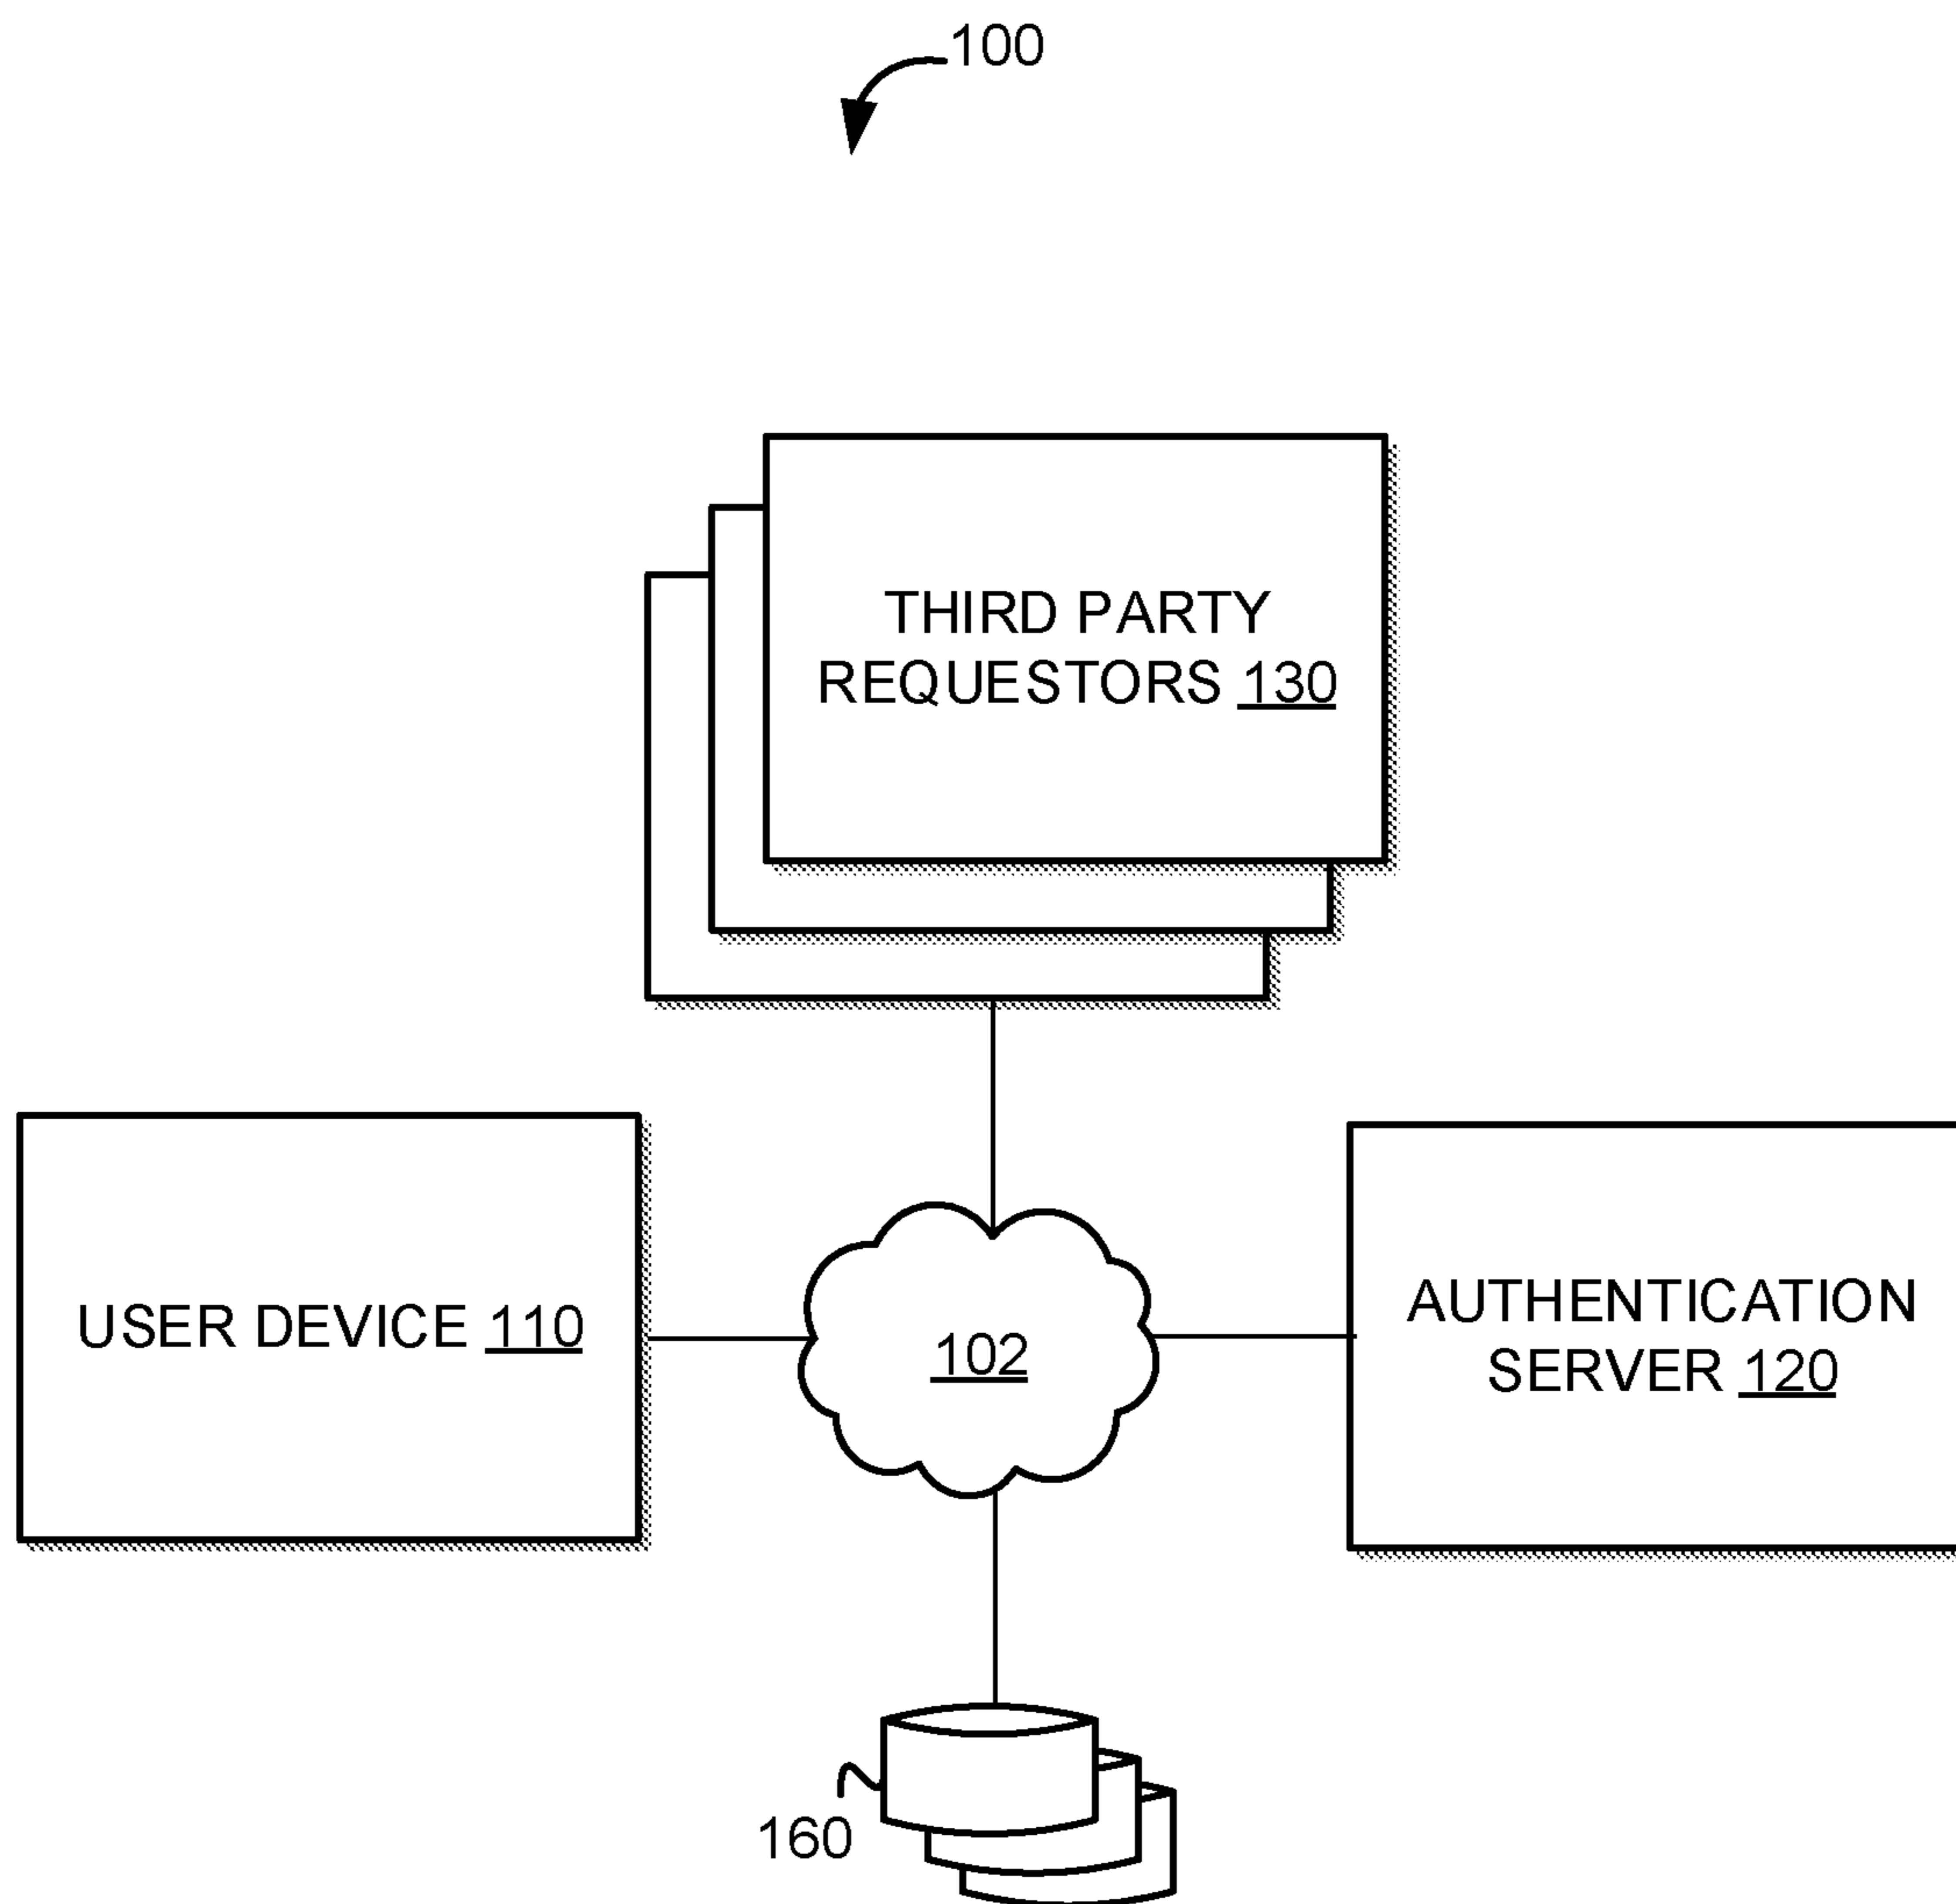 100
THIRD PARTY
REQUESTORS 130
USER DEVICE 110
102
AUTHENTICATION
SERVER 120
160